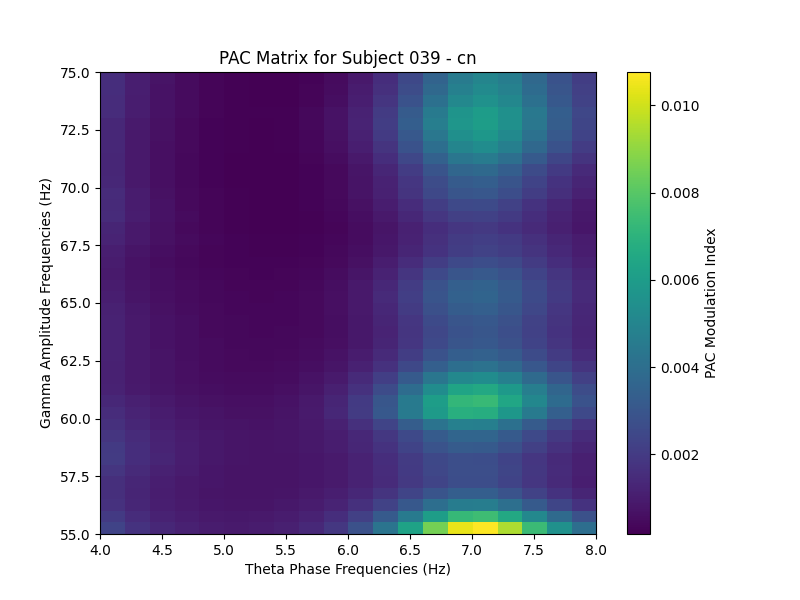 PAC Matrix for Subject 039 - cn
75.0
72.5
70.0
67.5
65.0
62.5
60.0
57.5
55.0
Gamma Amplitude Frequencies (Hz)
4.0 4.5 5.0 5.5 6.0 6.5 7.0 7.5 8.0
Theta Phase Frequencies (Hz)
0.010
0.008
0.006
0.004
0.002
PAC Modulation Index